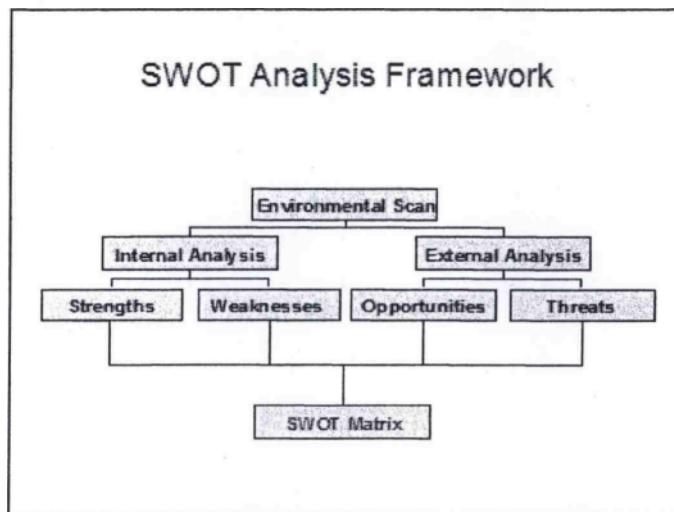 SWOT Analysis Framework
Environmental Scan
Internal Analysis
External Analysis
Strengths
Weaknesses
Opportunities
Threats
SWOT Matrix